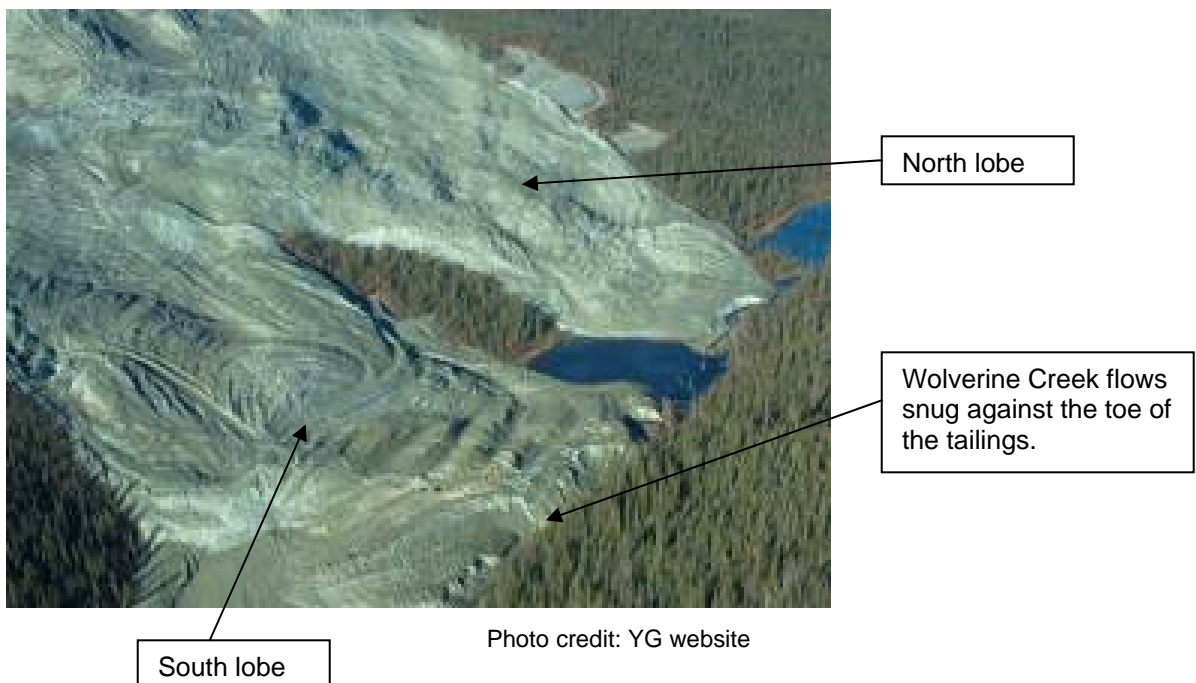 North lobe
Wolverine Creek flows
snug against the toe of
the tailings.
Photo credit: YG website
South lobe